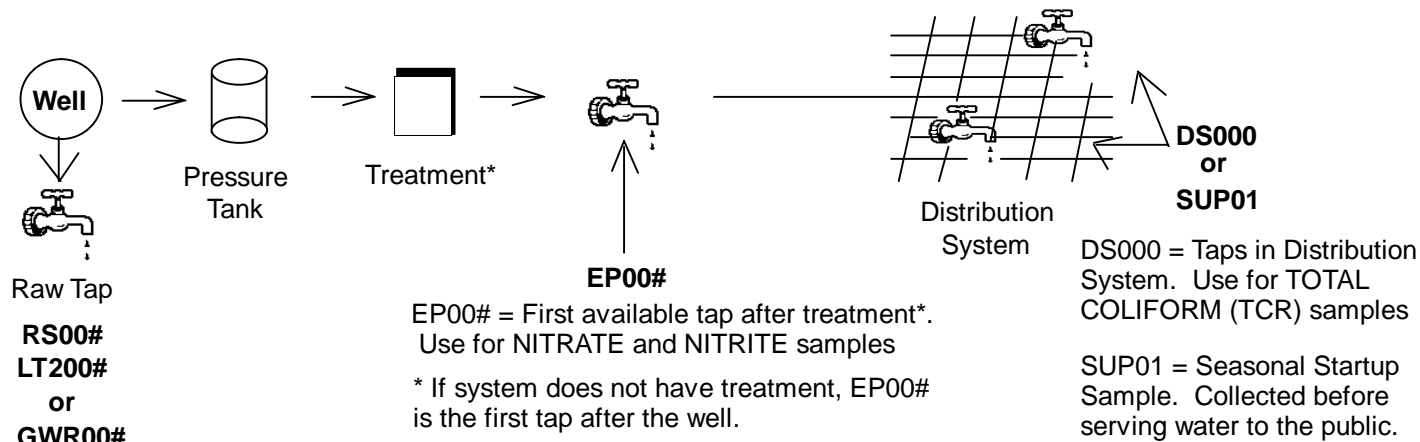 Well
Pressure
Tank
Treatment*
Raw Tap
RS00#
LT200#
or
GWR00#
EP00#
EP00# = First available tap after treatment*.
Use for NITRATE and NITRITE samples
* If system does not have treatment, EP00#
is the first tap after the well.
Distribution
System
DS000
or
SUP01
DS000 = Taps in Distribution
System. Use for TOTAL
COLIFORM (TCR) samples
SUP01 = Seasonal Startup
Sample. Collected before
serving water to the public.